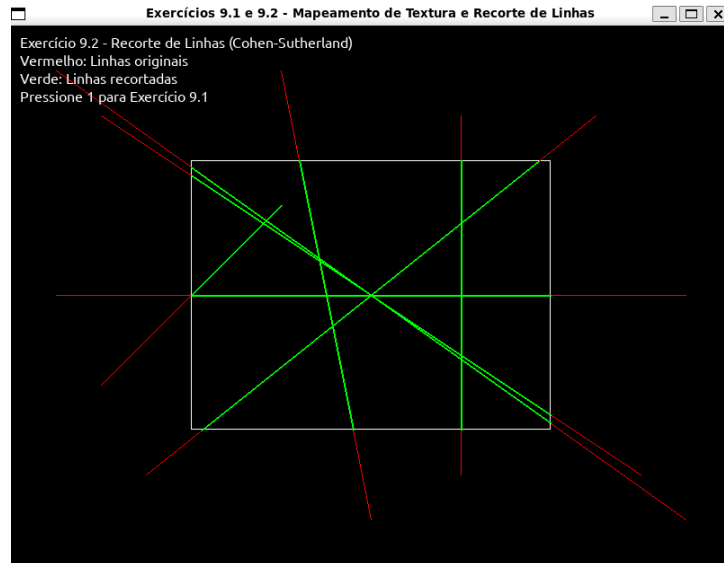 Exercícios 9.1 e 9.2 - Mapeamento de Textura e Recorte de Linhas
Exercício 9.2 - Recorte de Linhas (Cohen-Sutherland)
Vermelho: Linhas originais
Verde: Linhas recortadas
Pressione 1 para Exercício 9.1